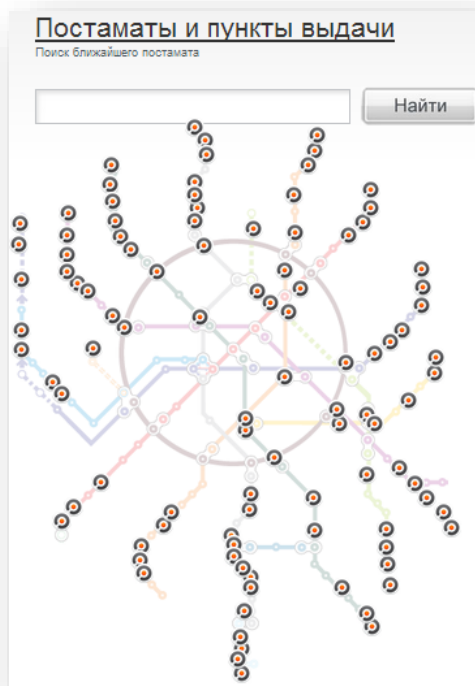 Постаматы и пункты выдачи
Поиск ближайшего постамата
Найти